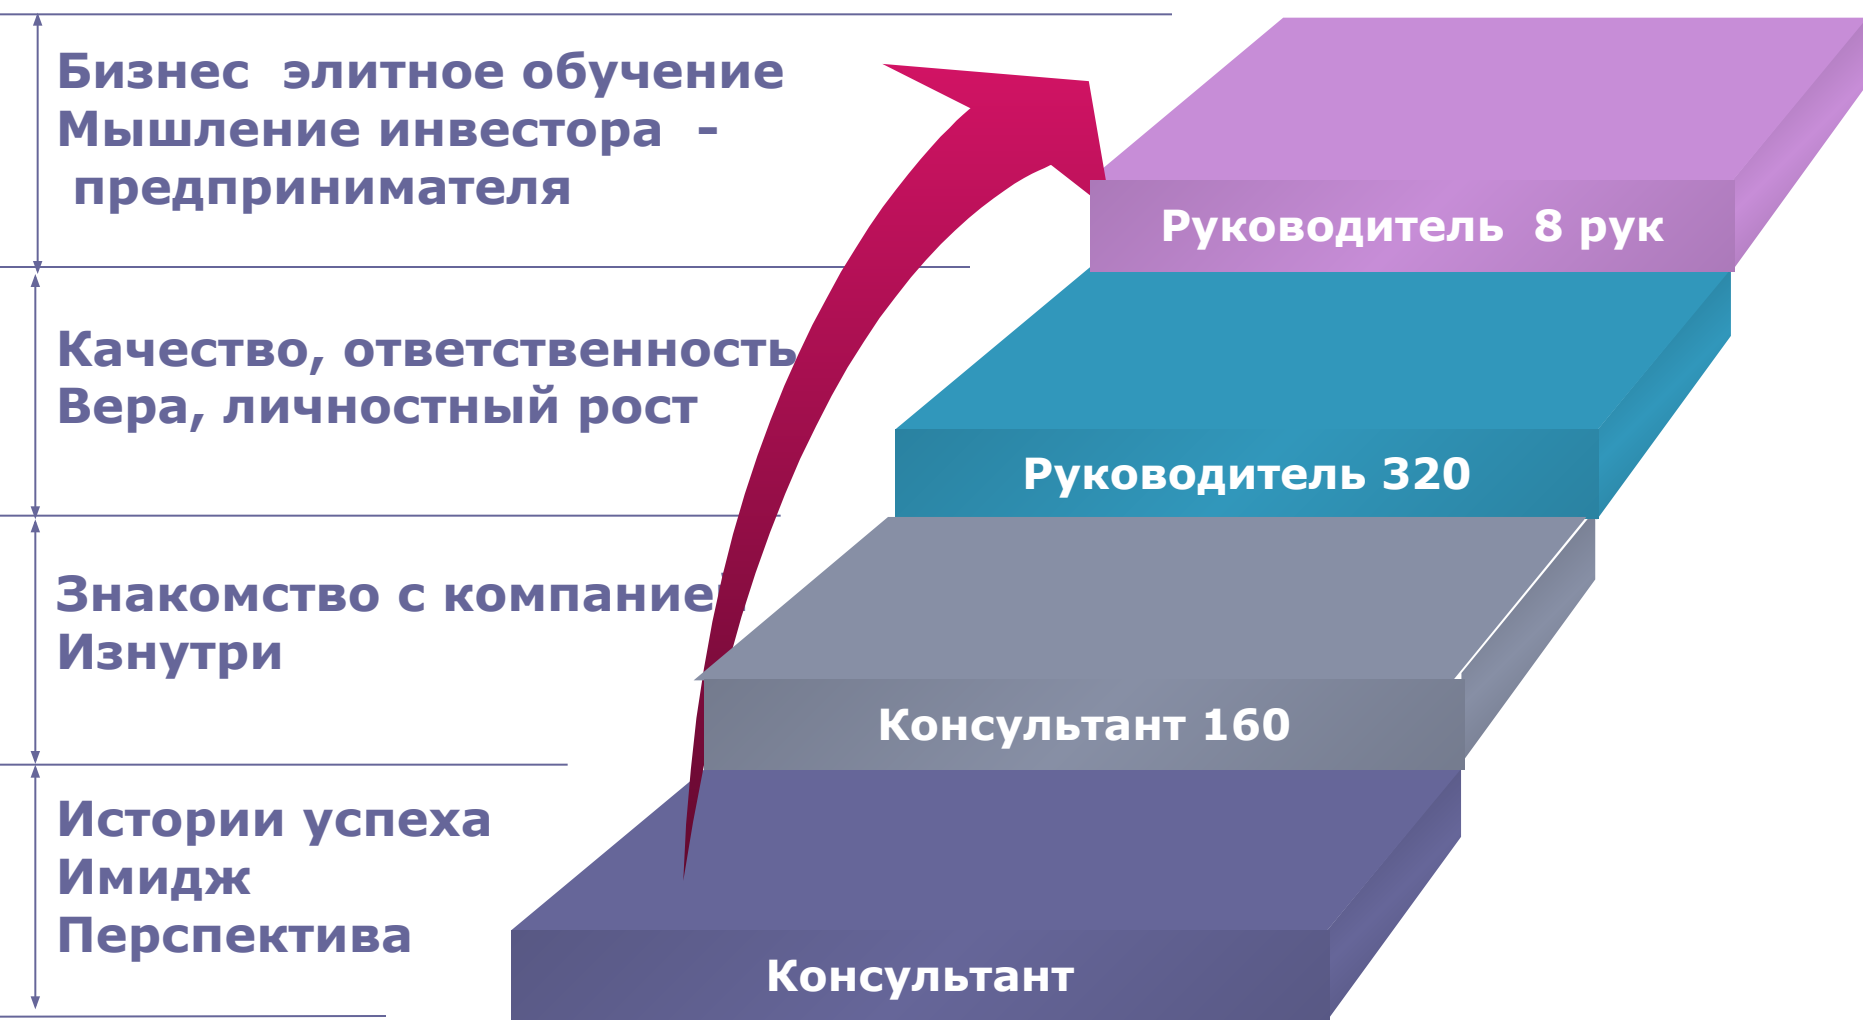 Бизнес элитное обучение
Мышление инвестора -
предпринимателя
Руководитель 8 рук
Качество, ответственность
Вера, личностный рост
Руководитель 320
Знакомство с компанией
Изнутри
Консультант 160
Истории успеха
Имидж
Перспектива
Консультант